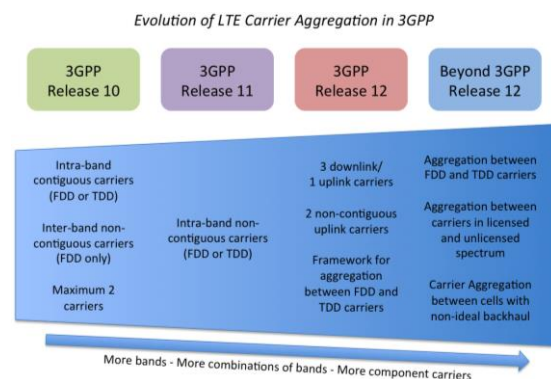 Evolution of LTE Carrier Aggregation in 3GPP
3GPP
Release 10
3GPP
Release 11
3GPP
Release 12
Beyond 3GPP
Release 12
Intra-band
contiguous carriers
(FDD or TDD)
Inter-band non-
contiguous carriers
(FDD only)
Maximum 2
carriers
Intra-band non-
contiguous carriers
(FDD or TDD)
3 downlink/
1 uplink carriers
2 non-contiguous
uplink carriers
Framework for
aggregation
between FDD and
TDD carriers
Aggregation between
FDD and TDD carriers
Aggregation between
carriers in licensed
and unlicensed
spectrum
Carrier Aggregation
between cells with
non-ideal backhaul
More bands - More combinations of bands - More component carriers